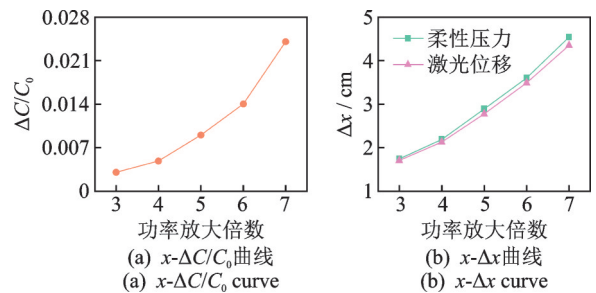 0.028
0.021
0.014
0.007
0
ΔC/C0
3 4 5 6 7
功率放大倍数
(a) x-ΔC/C0曲线
(a) x-ΔC/C0 curve
5
4
3
2
1
Δx / cm
柔性压力
激光位移
3 4 5 6 7
功率放大倍数
(b) x-Δx曲线
(b) x-Δx curve